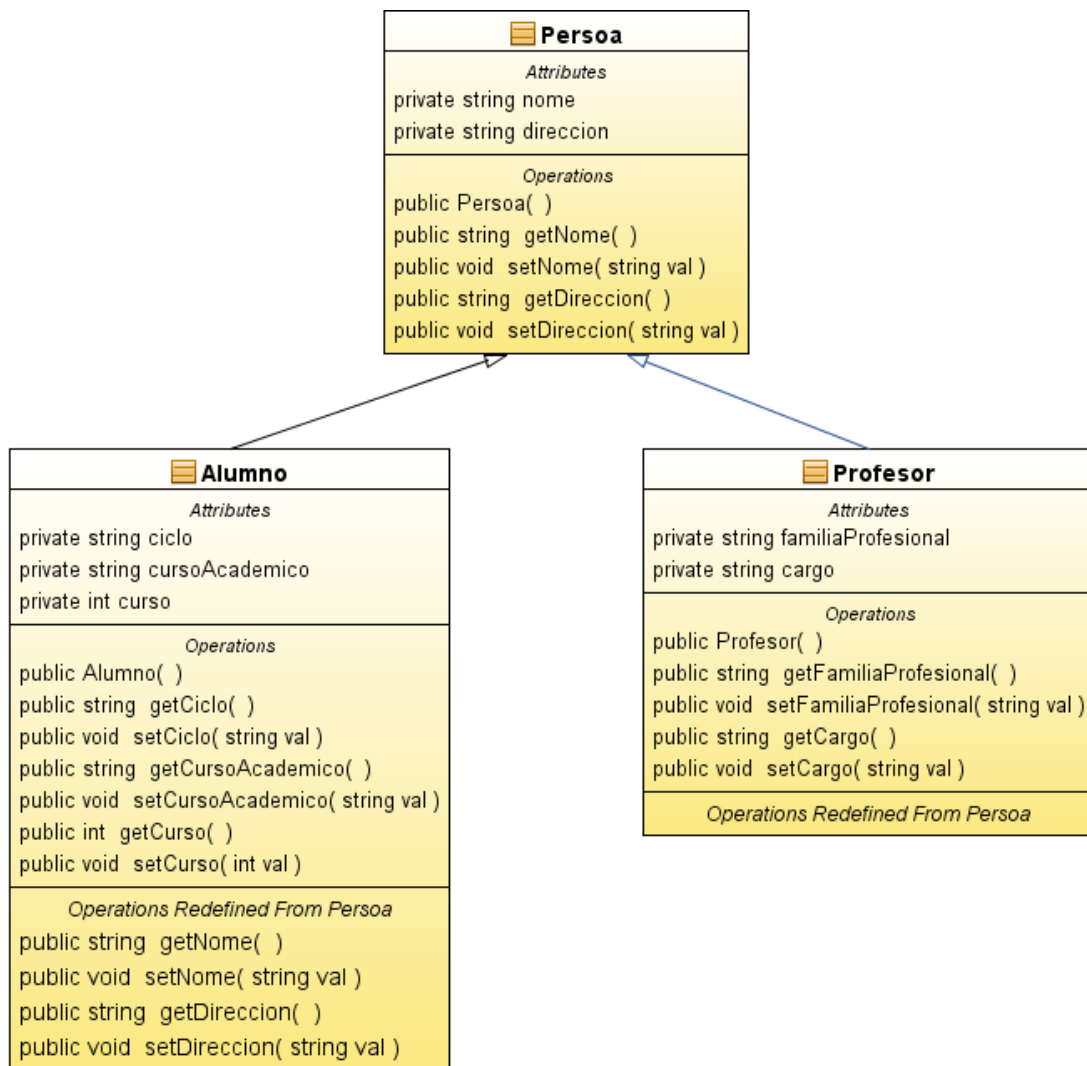 Persoa
Attributes
private string nome
private string direccion
Operations
public Persoa( )
public string getNome( )
public void setNome( string val )
public string getDireccion( )
public void setDireccion( string val )
Alumno
Attributes
private string ciclo
private string cursoAcademico
private int curso
Operations
public Alumno( )
public string getCiclo( )
public void setCiclo( string val )
public string getCursoAcademico( )
public void setCursoAcademico( string val )
public int getCurso( )
public void setCurso( int val )
Operations Redefined From Persoa
public string getNome( )
public void setNome( string val )
public string getDireccion( )
public void setDireccion( string val )
Profesor
Attributes
private string familiaProfesional
private string cargo
Operations
public Profesor( )
public string getFamiliaProfesional( )
public void setFamiliaProfesional( string val )
public string getCargo( )
public void setCargo( string val )
Operations Redefined From Persoa